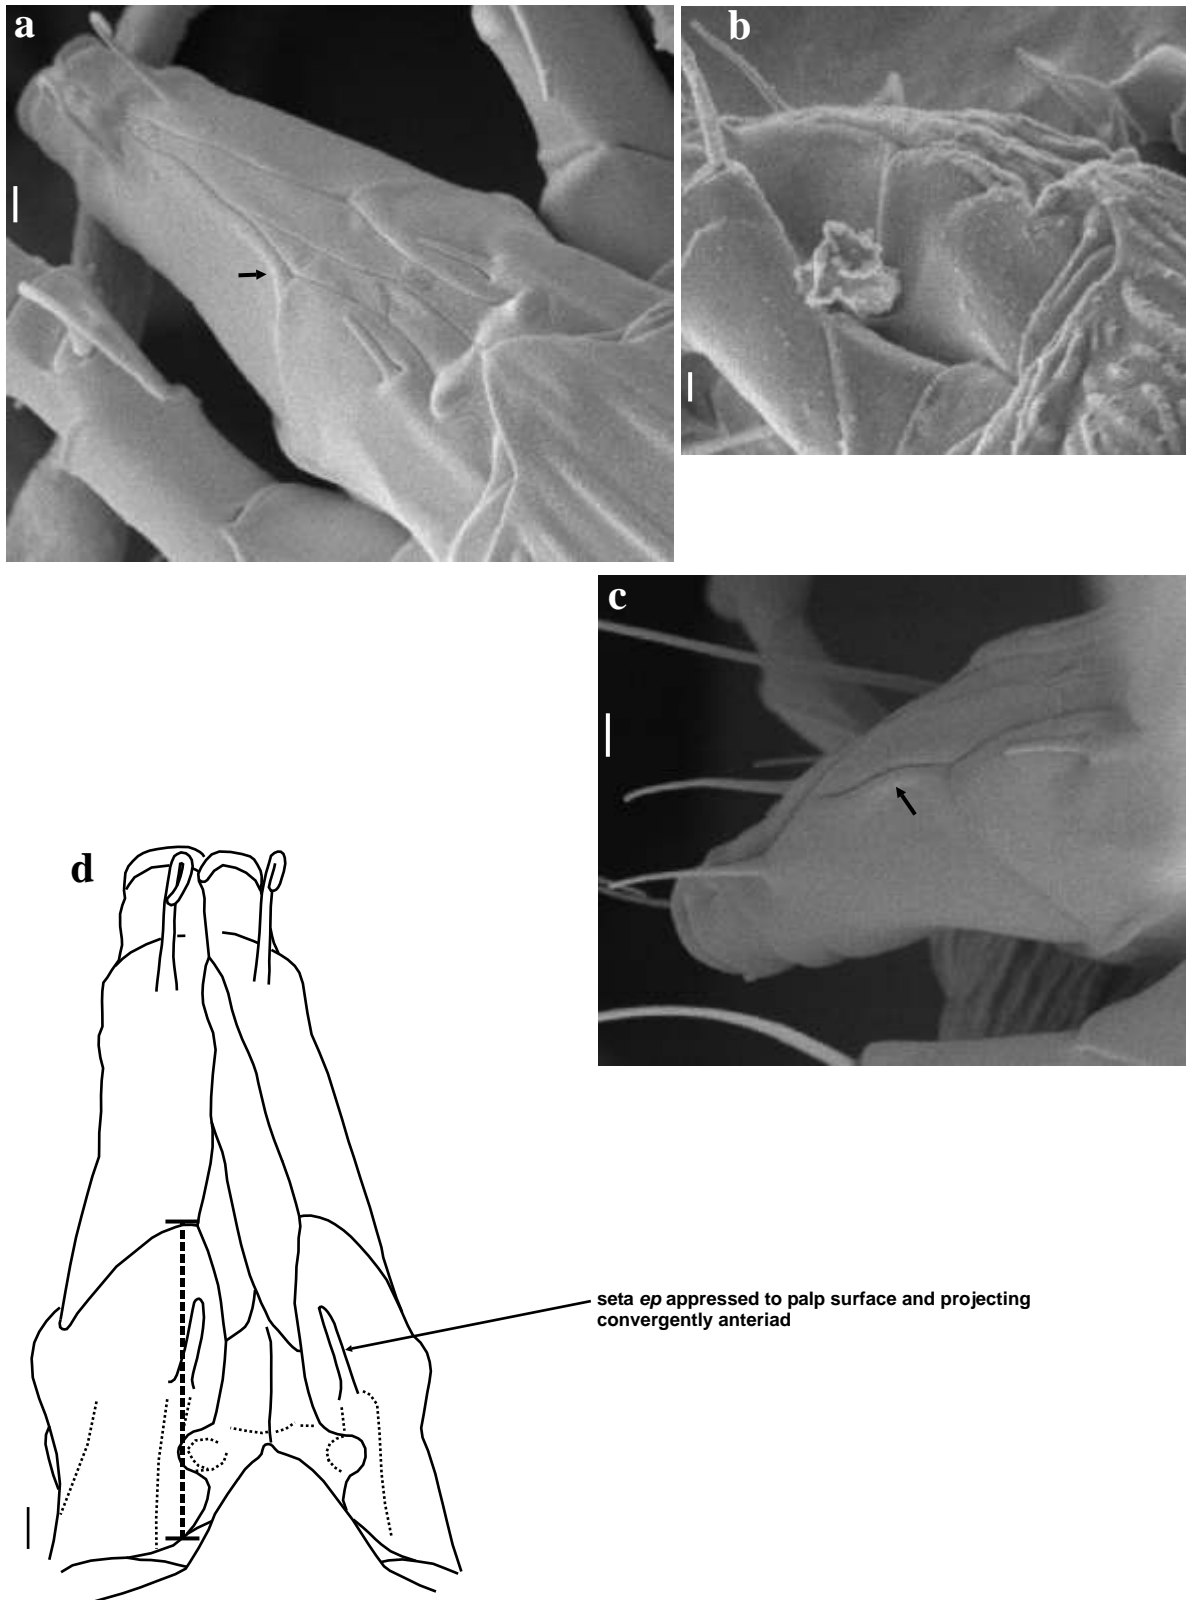 a
b
c
d
seta ep appressed to palp surface and projecting
convergently anteriad